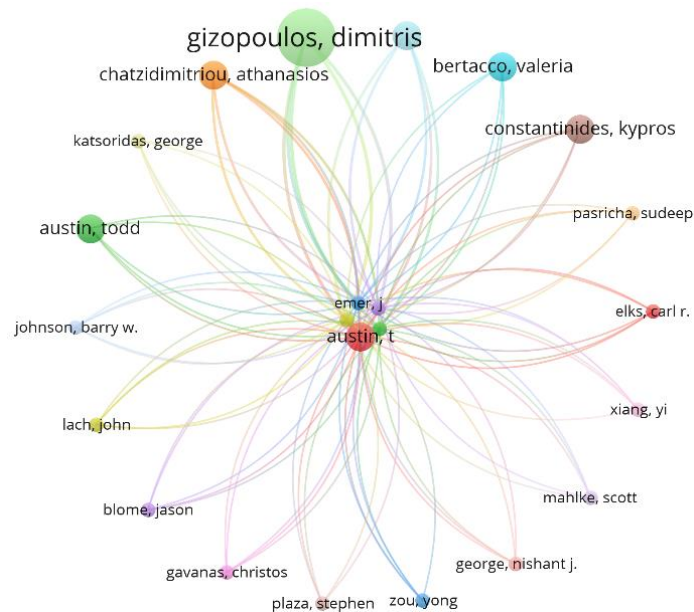 gizopoulos, dimitris
chatzidimitriou, athanasios
bertacco, valeria
constantinides, kypros
katsoridas, george
pasricha, sudeep
austin, todd
emer, j
elks, carl r.
johnson, barry w.
austin, t
xiang, yi
lach, john
mahlke, scott
blome, jason
george, nishant j.
gavanas, christos
plaza, stephen
zou, yong